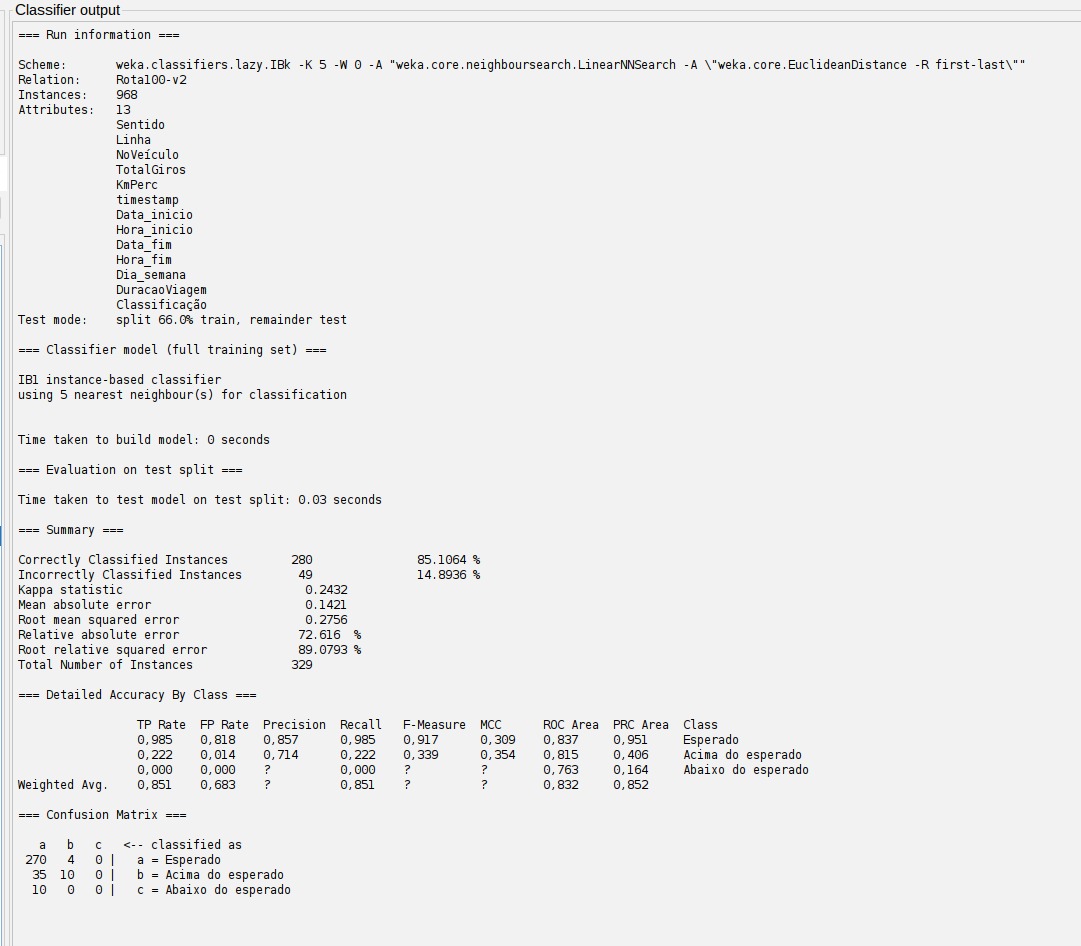 Classifier output
=== Run information ===
Scheme: weka.classifiers.lazy.IBk -K 5 -W 0 -A "weka.core.neighboursearch.LinearNNSearch -A \"weka.core.EuclideanDistance -R first-last\""
Relation: Rota100-v2
Instances: 968
Attributes: 13
Sentido
Linha
NoVeículo
TotalGiros
KmPerc
timestamp
Data_inicio
Hora_inicio
Data_fim
Hora_fim
Dia_semana
DuracaoViagem
Classificação
Test mode: split 66.0% train, remainder test
=== Classifier model (full training set) ===
IB1 instance-based classifier
using 5 nearest neighbour(s) for classification
Time taken to build model: 0 seconds
=== Evaluation on test split ===
Time taken to test model on test split: 0.03 seconds
=== Summary ===
Correctly Classified Instances 280 85.1064 %
Incorrectly Classified Instances 49 14.8936 %
Kappa statistic 0.2432
Mean absolute error 0.1421
Root mean squared error 0.2756
Relative absolute error 72.616 %
Root relative squared error 89.0793 %
Total Number of Instances 329
=== Detailed Accuracy By Class ===
TP Rate FP Rate Precision Recall F-Measure MCC ROC Area PRC Area Class
0,985 0,818 0,857 0,985 0,917 0,309 0,837 0,951 Esperado
0,222 0,014 0,714 0,222 0,339 0,354 0,815 0,406 Acima do esperado
0,000 0,000 ? 0,000 ? ? 0,763 0,164 Abaixo do esperado
Weighted Avg. 0,851 0,683 ? 0,851 ? ? 0,832 0,852
=== Confusion Matrix ===
a b c <-- classified as
270 4 0 | a = Esperado
35 10 0 | b = Acima do esperado
10 0 0 | c = Abaixo do esperado